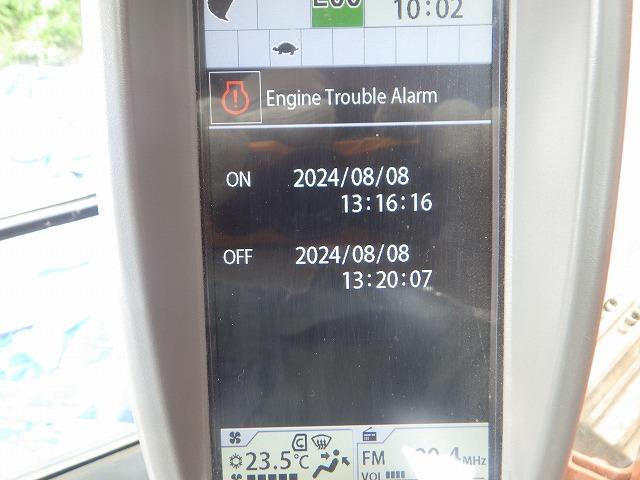 10:02
Engine Trouble Alarm
ON 2024/08/08
13:16:16
OFF 2024/08/08
13:20:07
23.5°C
FM MHz
VOL